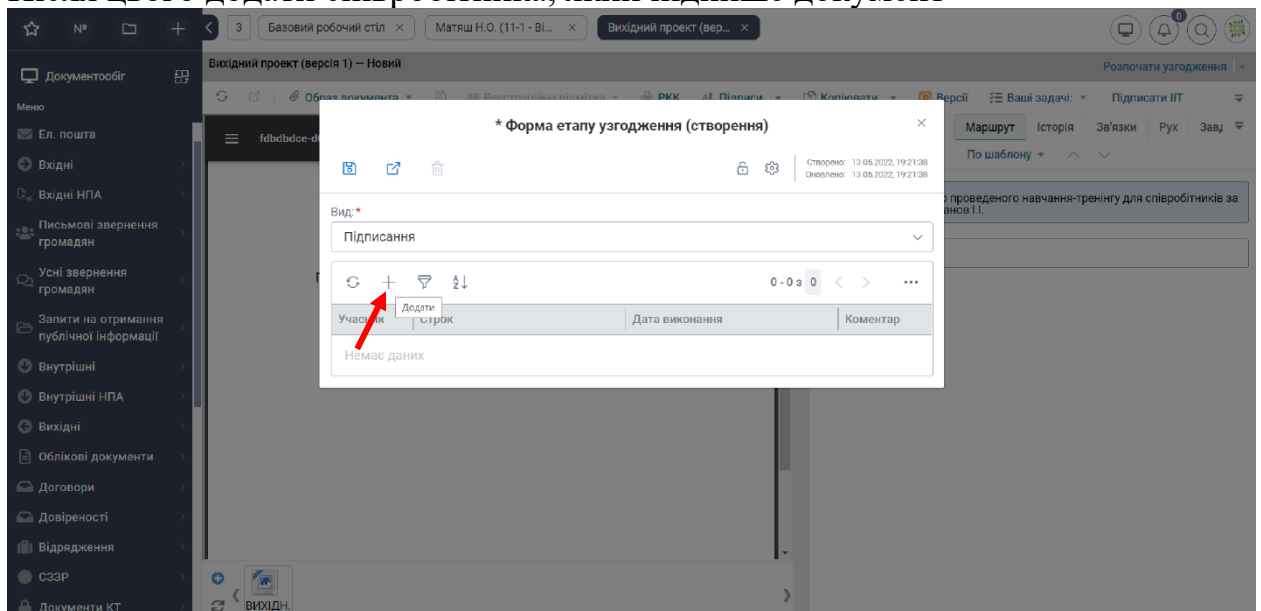 3 Базовий робочий стіл × Матяш Н.О. (11-1 - Ві... × Вихідний проект (вер... ×
№
0
Документообіг
Вихідний проект (версія 1) — Новий
Розпочати узгодження
Меню
Образ документа
РКК
Підписи
Копіювати
Версії
Ваші задачі:
Підписати ІІТ
Ел. пошта
Вхідні
Вхідні НПА
Письмові звернення
громадян
Усні звернення
громадян
Запити на отримання
публічної інформації
Внутрішні
Внутрішні НПА
Вихідні
Облікові документи
Договори
Довіреності
Відрядження
СЗЗР
Документи КТ
* Форма етапу узгодження (створення) ×
Створено: 13.05.2022, 19:21:38
Оновлено: 13.05.2022, 19:21:38
Вид:*
Підписання
0 - 0 з 0
Додати
Учасник Строк Дата виконання Коментар
Немає даних
Маршрут Історія Зв'язки Рух
По шаблону
проведеного навчання-тренінгу для співробітників за
ВИХІДН.